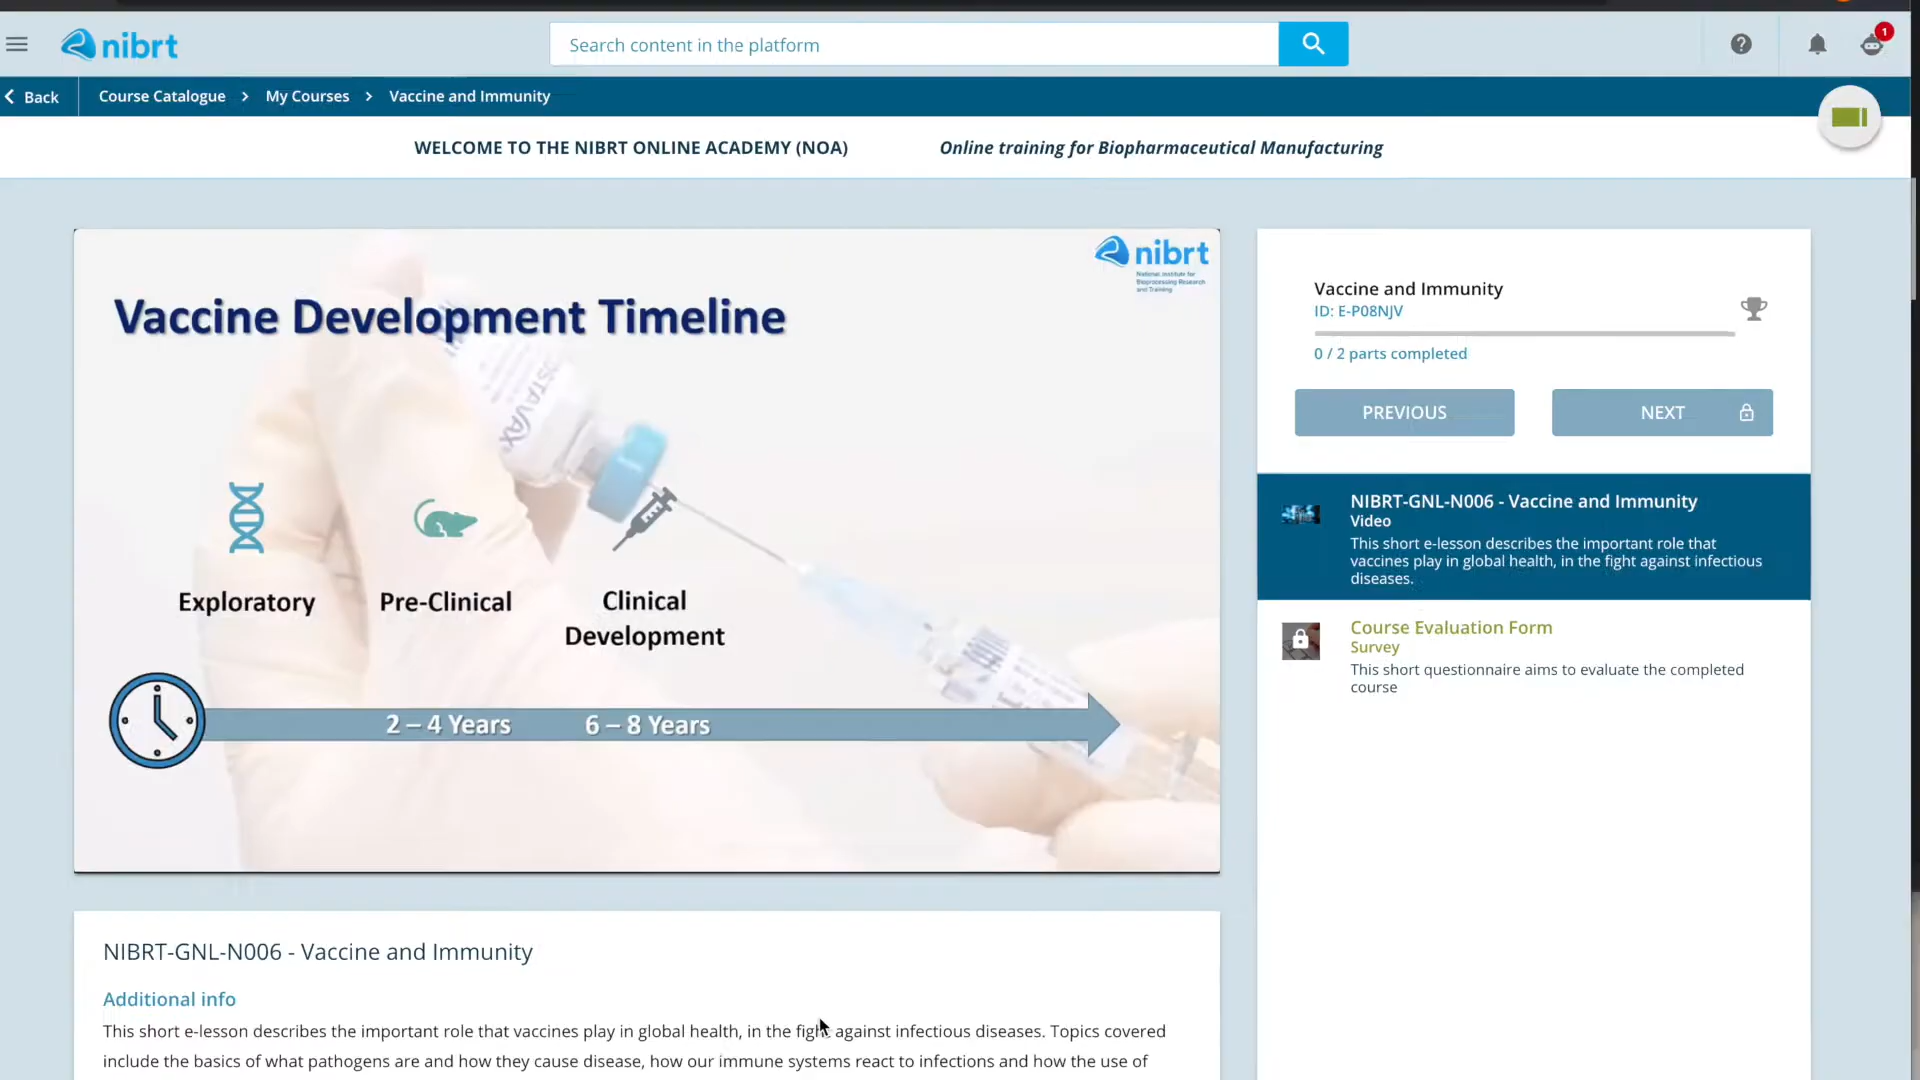 nibrt
Search content in the platform
1
Back
Course Catalogue > My Courses > Vaccine and Immunity
WELCOME TO THE NIBRT ONLINE ACADEMY (NOA)
Online training for Biopharmaceutical Manufacturing
nibrt
National Institute for
Bioprocessing Research
and Training
Vaccine Development Timeline
Exploratory
Pre-Clinical
Clinical
Development
2 – 4 Years
6 – 8 Years
Vaccine and Immunity
ID: E-P08NJV
0 / 2 parts completed
PREVIOUS
NEXT
NIBRT-GNL-N006 - Vaccine and Immunity
Video
This short e-lesson describes the important role that
vaccines play in global health, in the fight against infectious
diseases.
Course Evaluation Form
Survey
This short questionnaire aims to evaluate the completed
course
NIBRT-GNL-N006 - Vaccine and Immunity
Additional info
This short e-lesson describes the important role that vaccines play in global health, in the fight against infectious diseases. Topics covered
include the basics of what pathogens are and how they cause disease, how our immune systems react to infections and how the use of